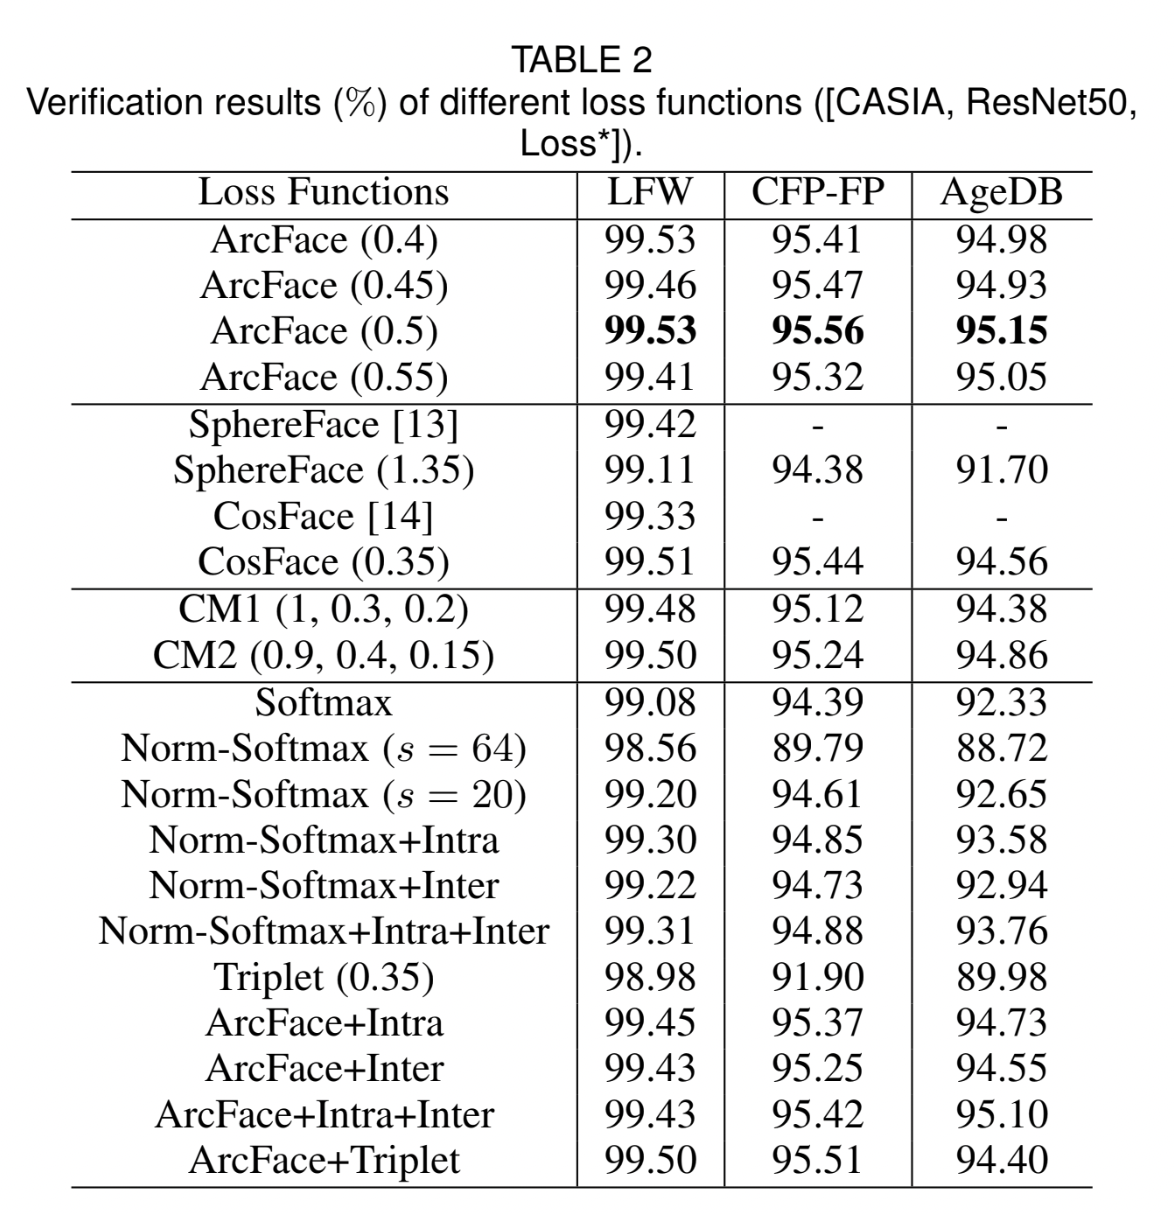 TABLE 2
Verification results (%) of different loss functions ([CASIA, ResNet50,
Loss*]).
Loss Functions LFW CFP-FP AgeDB
ArcFace (0.4) 99.53 95.41 94.98
ArcFace (0.45) 99.46 95.47 94.93
ArcFace (0.5) 99.53 95.56 95.15
ArcFace (0.55) 99.41 95.32 95.05
SphereFace [13] 99.42 - -
SphereFace (1.35) 99.11 94.38 91.70
CosFace [14] 99.33 - -
CosFace (0.35) 99.51 95.44 94.56
CM1 (1, 0.3, 0.2) 99.48 95.12 94.38
CM2 (0.9, 0.4, 0.15) 99.50 95.24 94.86
Softmax 99.08 94.39 92.33
Norm-Softmax (s = 64) 98.56 89.79 88.72
Norm-Softmax (s = 20) 99.20 94.61 92.65
Norm-Softmax+Intra 99.30 94.85 93.58
Norm-Softmax+Inter 99.22 94.73 92.94
Norm-Softmax+Intra+Inter 99.31 94.88 93.76
Triplet (0.35) 98.98 91.90 89.98
ArcFace+Intra 99.45 95.37 94.73
ArcFace+Inter 99.43 95.25 94.55
ArcFace+Intra+Inter 99.43 95.42 95.10
ArcFace+Triplet 99.50 95.51 94.40